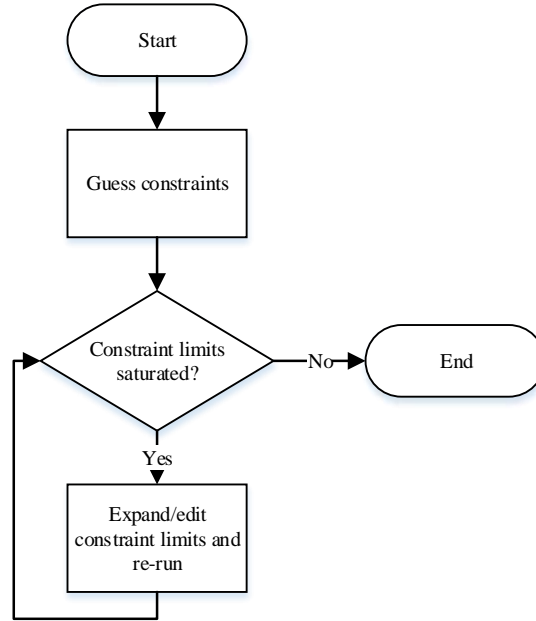 Start
Guess constraints
Constraint limits
saturated?
No
End
Yes
Expand/edit
constraint limits and
re-run